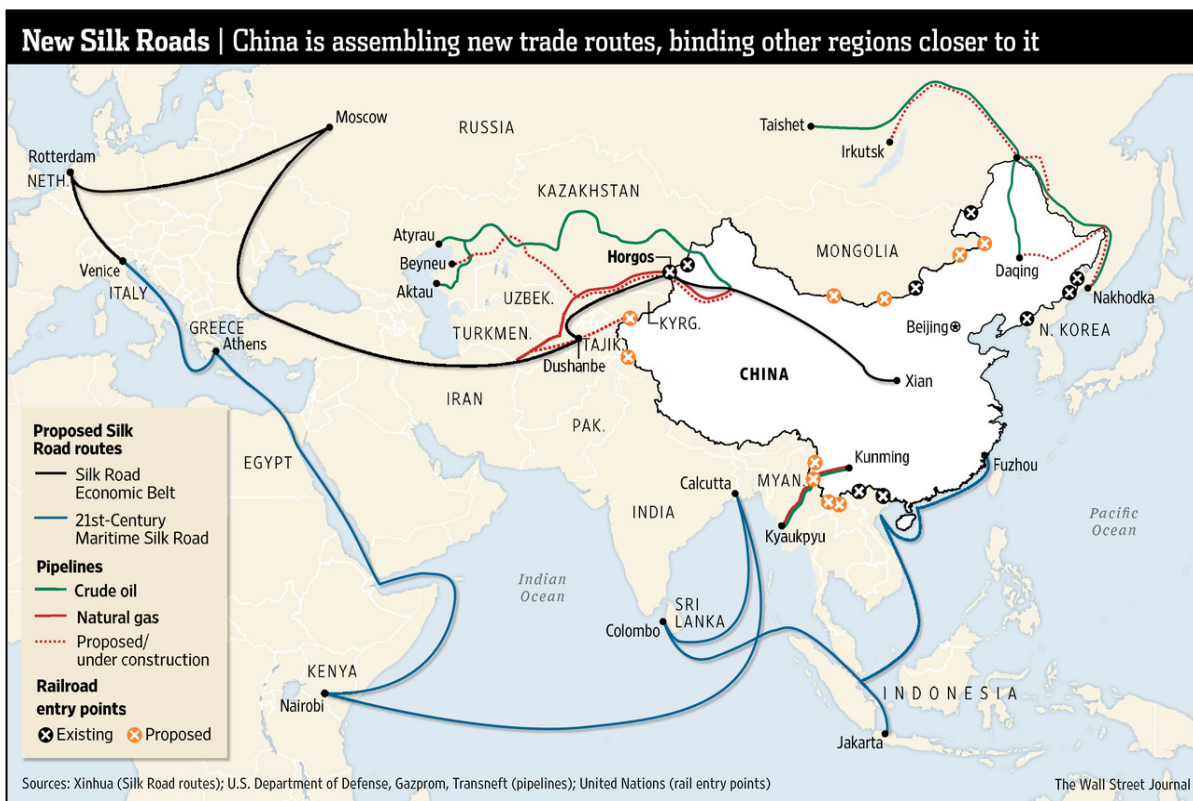 New Silk Roads | China is assembling new trade routes, binding other regions closer to it
Moscow
RUSSIA
Taishet
Irkutsk
Rotterdam
NETH.
KAZAKHSTAN
Atyrau
Beyneu
Aktau
Horgos
MONGOLIA
Daqing
Nakhodka
Venice
ITALY
UZBEK.
GREECE
Athens
TURKMEN.
KYRG.
TAJIK.
Dushanbe
Beijing
N. KOREA
CHINA
Xian
IRAN
PAK.
EGYPT
Calcutta
INDIA
MYAN.
Kunming
Fuzhou
Kyaukpyu
Pacific
Ocean
Indian
Ocean
SRI
LANKA
Colombo
KENYA
Nairobi
INDONESIA
Jakarta
Proposed Silk
Road routes
Silk Road
Economic Belt
21st-Century
Maritime Silk Road
Pipelines
Crude oil
Natural gas
Proposed/
under construction
Railroad
entry points
Existing
Proposed
Sources: Xinhua (Silk Road routes); U.S. Department of Defense, Gazprom, Transneft (pipelines); United Nations (rail entry points)
The Wall Street Journal